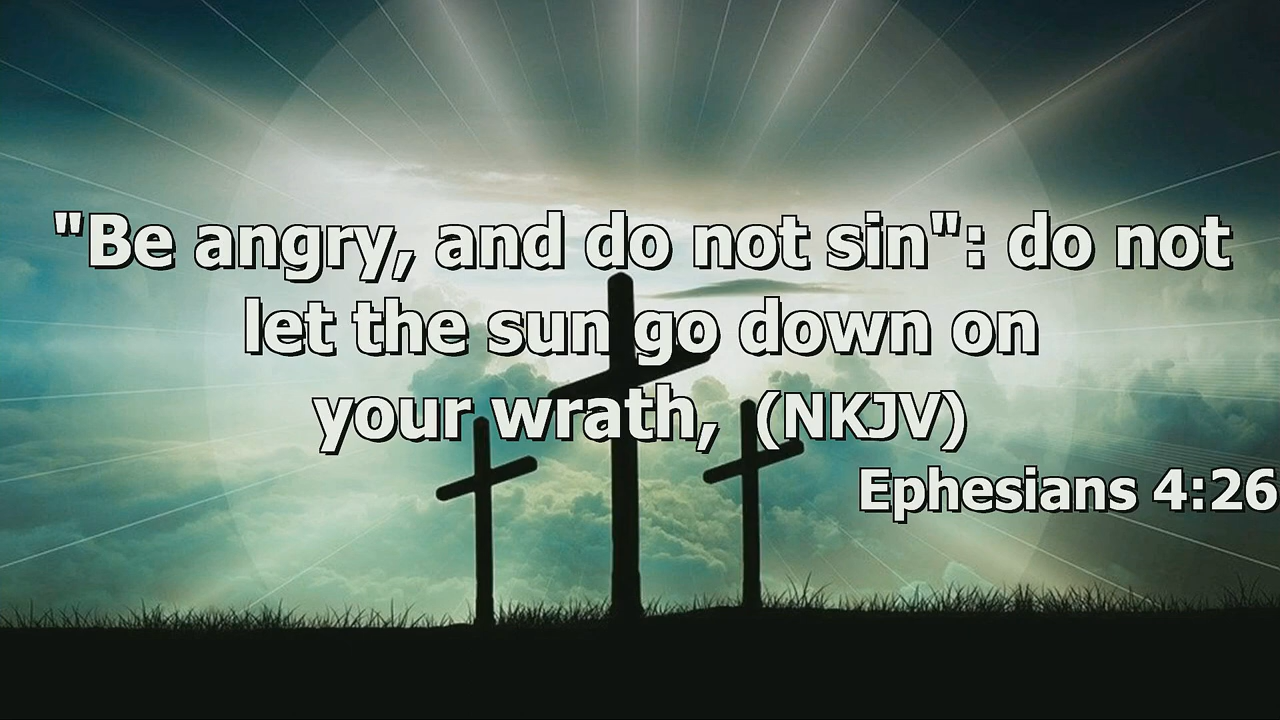 "Be angry, and do not sin": do not
let the sun go down on
your wrath, (NKJV)
Ephesians 4:26